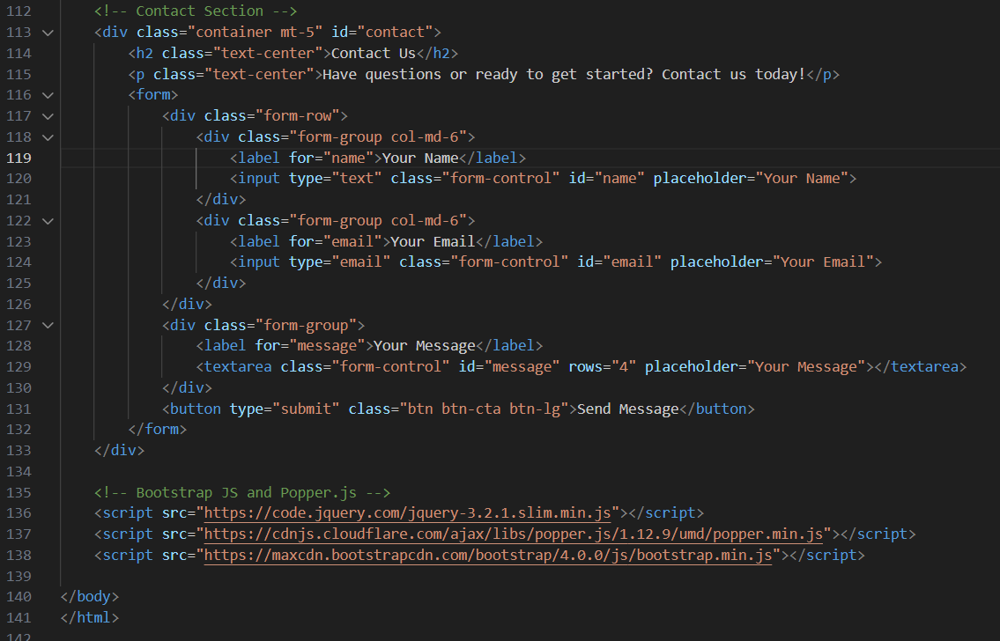 112 <!-- Contact Section -->
113 <div class="container mt-5" id="contact">
114 <h2 class="text-center">Contact Us</h2>
115 <p class="text-center">Have questions or ready to get started? Contact us today!</p>
116 <form>
117 <div class="form-row">
118 <div class="form-group col-md-6">
119 <label for="name">Your Name</label>
120 <input type="text" class="form-control" id="name" placeholder="Your Name">
121 </div>
122 <div class="form-group col-md-6">
123 <label for="email">Your Email</label>
124 <input type="email" class="form-control" id="email" placeholder="Your Email">
125 </div>
126 </div>
127 <div class="form-group">
128 <label for="message">Your Message</label>
129 <textarea class="form-control" id="message" rows="4" placeholder="Your Message"></textarea>
130 </div>
131 <button type="submit" class="btn btn-cta btn-lg">Send Message</button>
132 </form>
133 </div>
134
135 <!-- Bootstrap JS and Popper.js -->
136 <script src="https://code.jquery.com/jquery-3.2.1.slim.min.js"></script>
137 <script src="https://cdnjs.cloudflare.com/ajax/libs/popper.js/1.12.9/umd/popper.min.js"></script>
138 <script src="https://maxcdn.bootstrapcdn.com/bootstrap/4.0.0/js/bootstrap.min.js"></script>
139
140 </body>
141 </html>
142